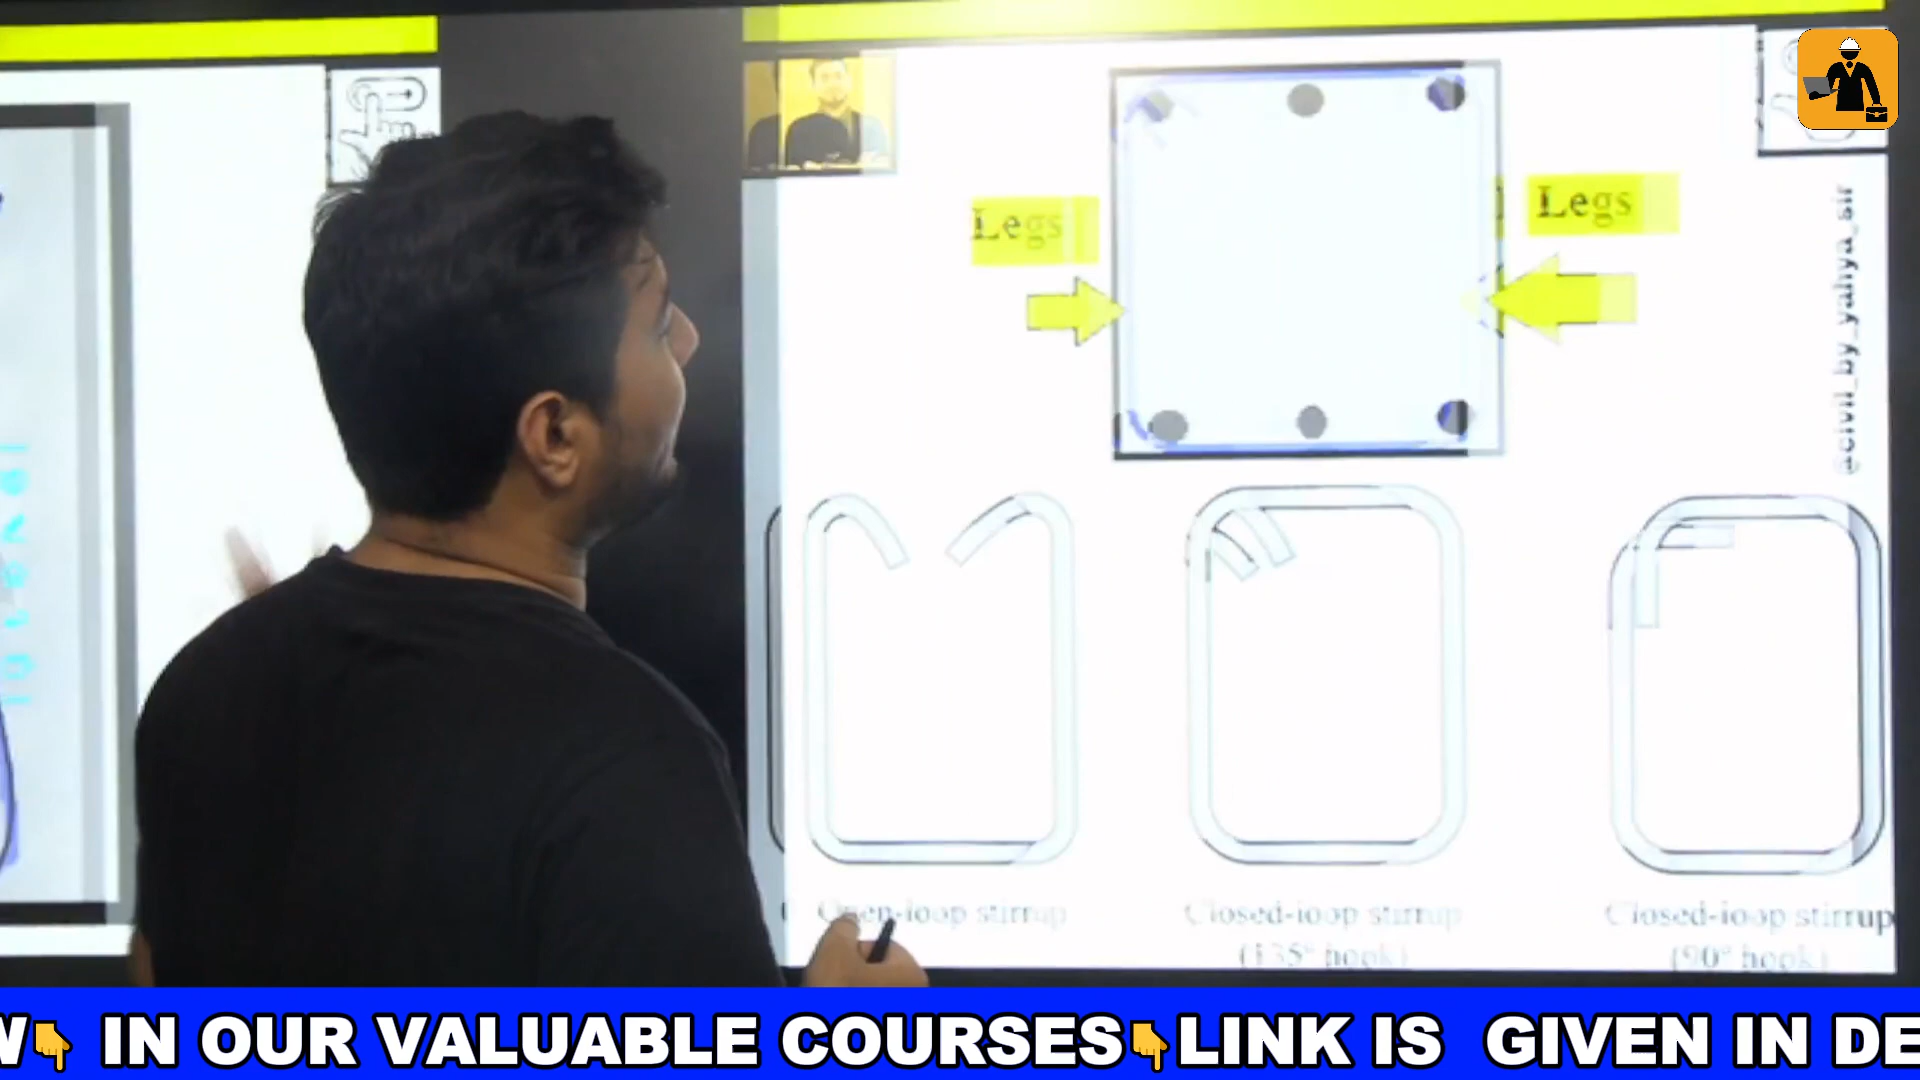 Legs
Legs
@civil_by_yahya_sir
Open-loop stirrup
Closed-loop stirrup
(135° hook)
Closed-loop stirrup
(90° hook)
IN OUR VALUABLE COURSES👇LINK IS GIVEN IN DE